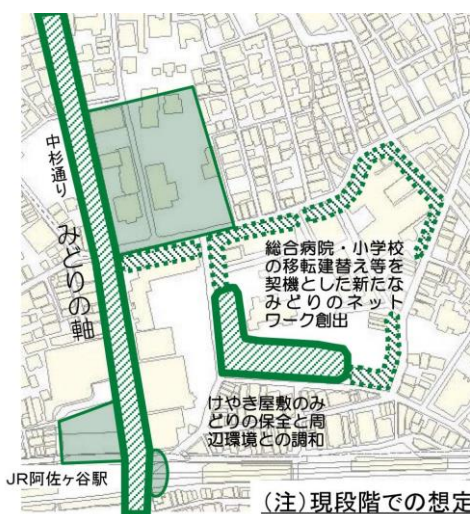 中杉通り
みどりの軸
総合病院・小学校
の移転建替え等を
契機とした新たな
みどりのネット
ワーク創出
けやき屋敷のみ
どりの保全と周
辺環境との調和
JR阿佐ヶ谷駅
(注)現段階での想定